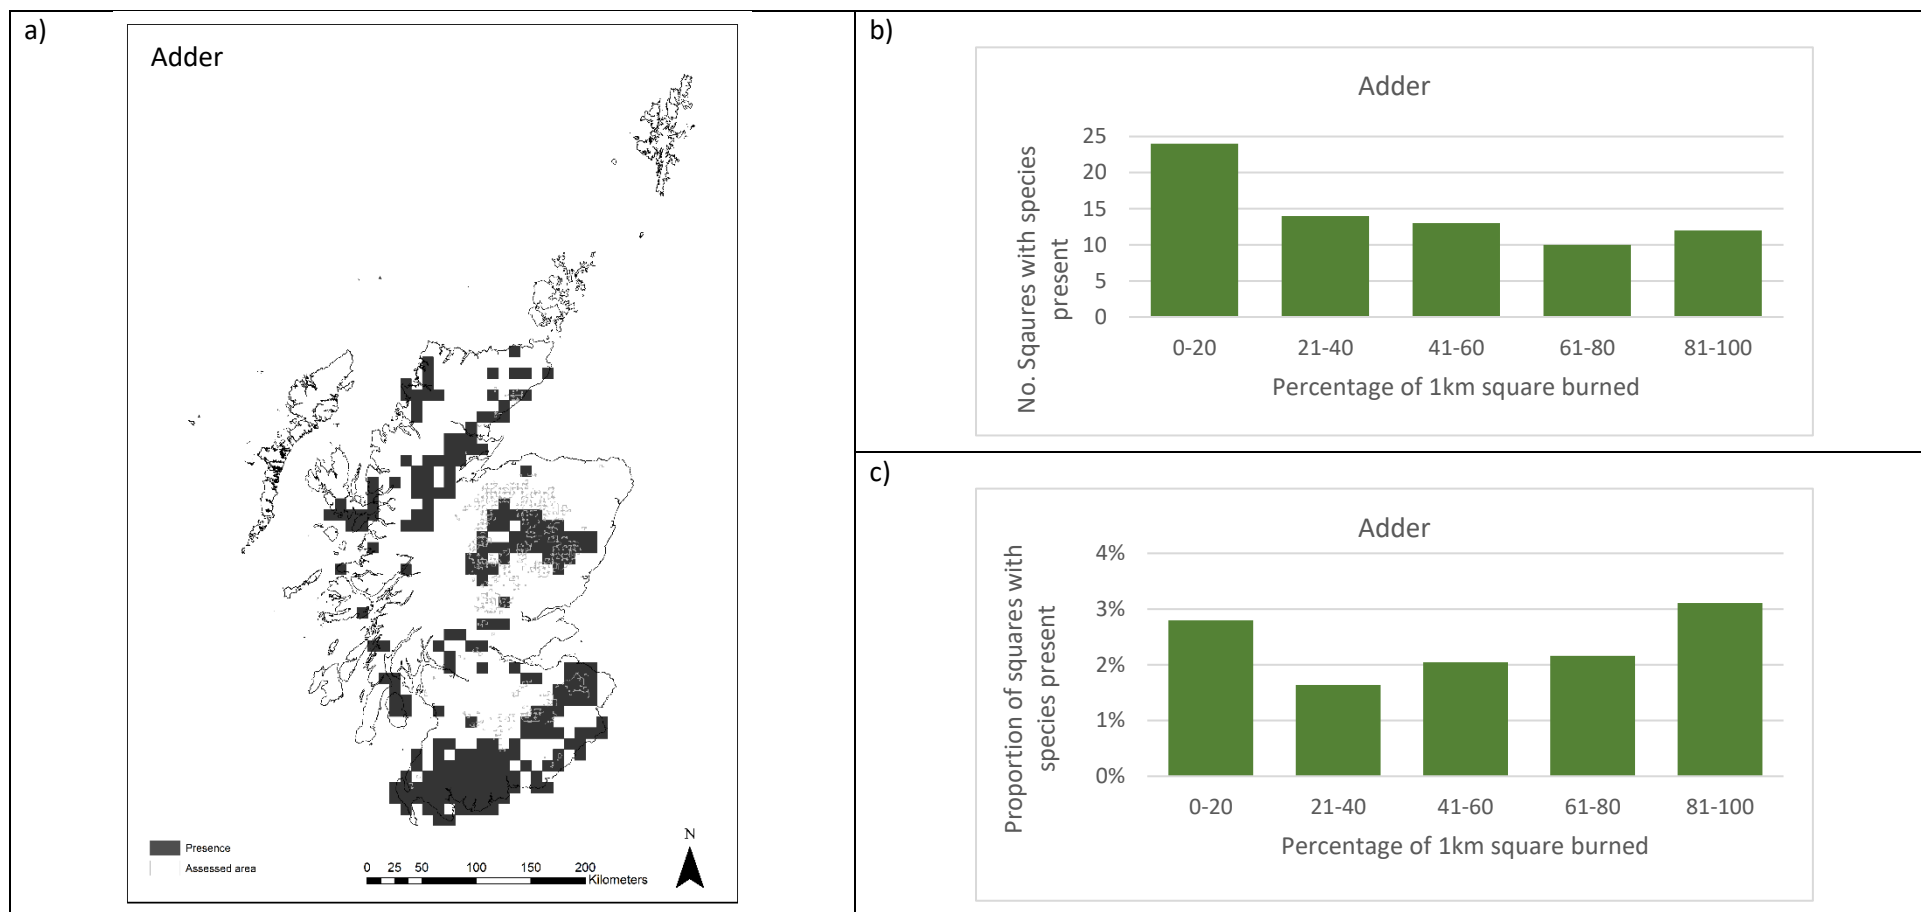 a)
Adder
N
Presence
Assessed area
0 25 50 100 150 200
Kilometers
b)
Adder
No. Sqaures with species
present
25
20
15
10
5
0
0-20 21-40 41-60 61-80 81-100
Percentage of 1km square burned
c)
Adder
Proportion of squares with
species present
4%
3%
2%
1%
0%
0-20 21-40 41-60 61-80 81-100
Percentage of 1km square burned